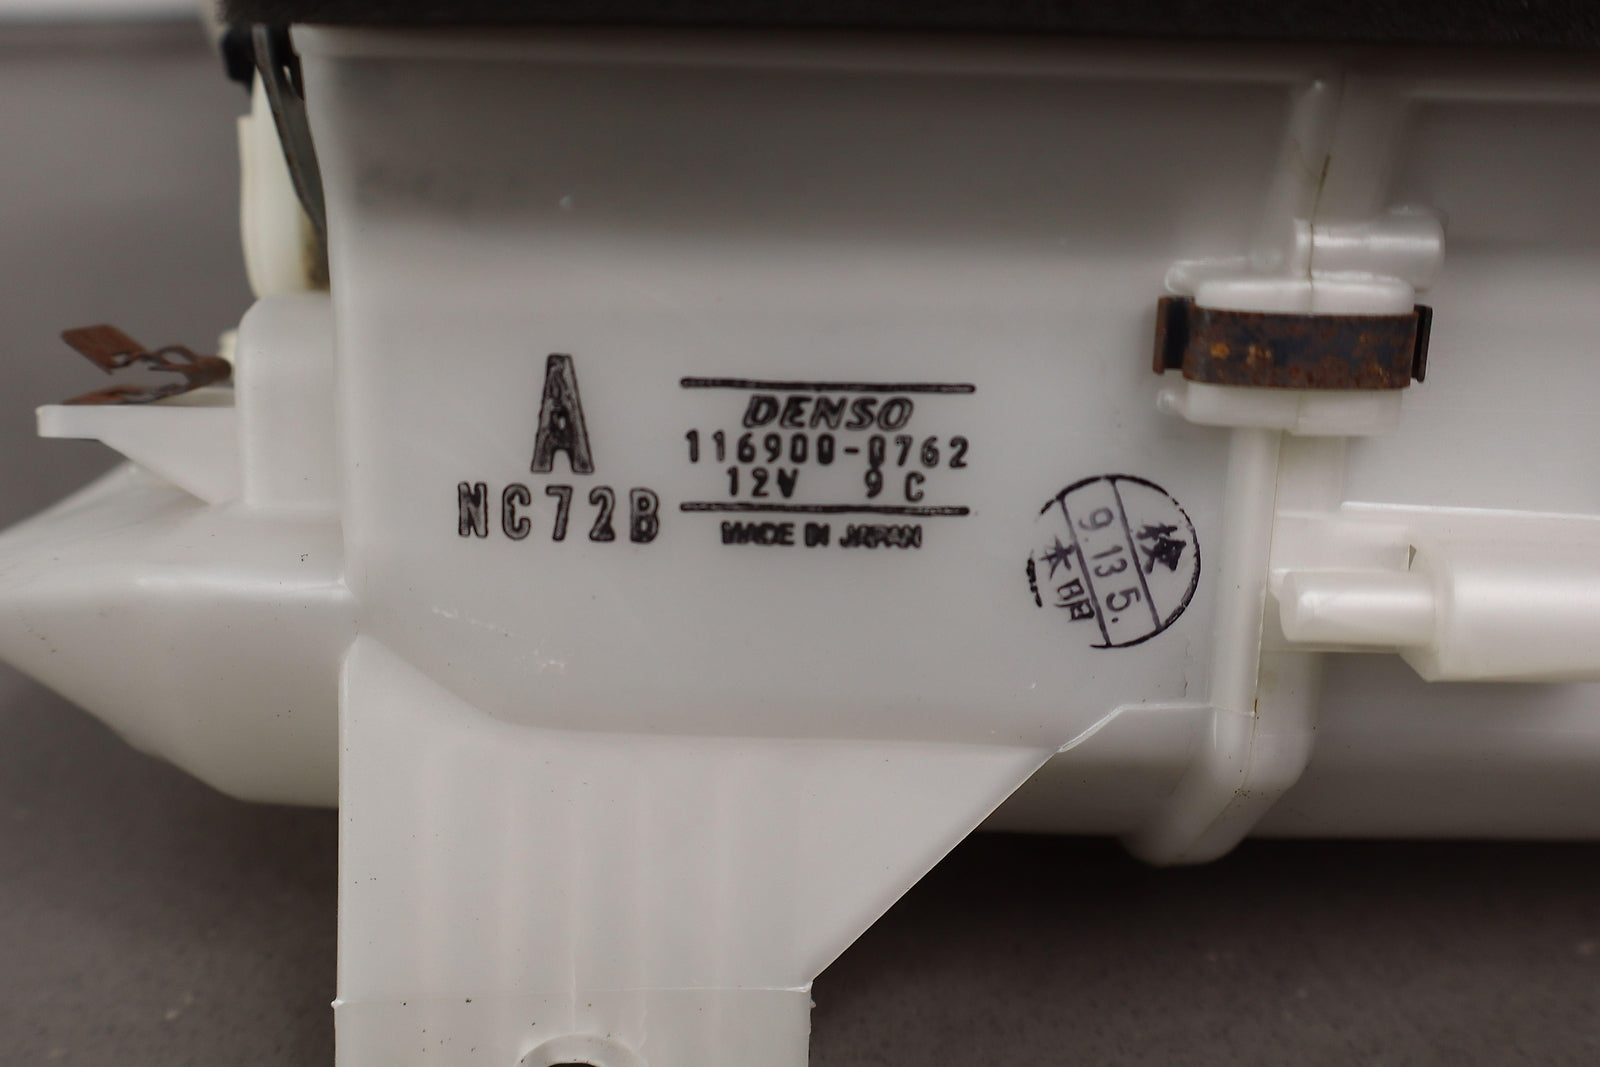 A
NC72B
DENSO
116900-0762
12V 9C
MADE IN JAPAN
検
9.13 5.